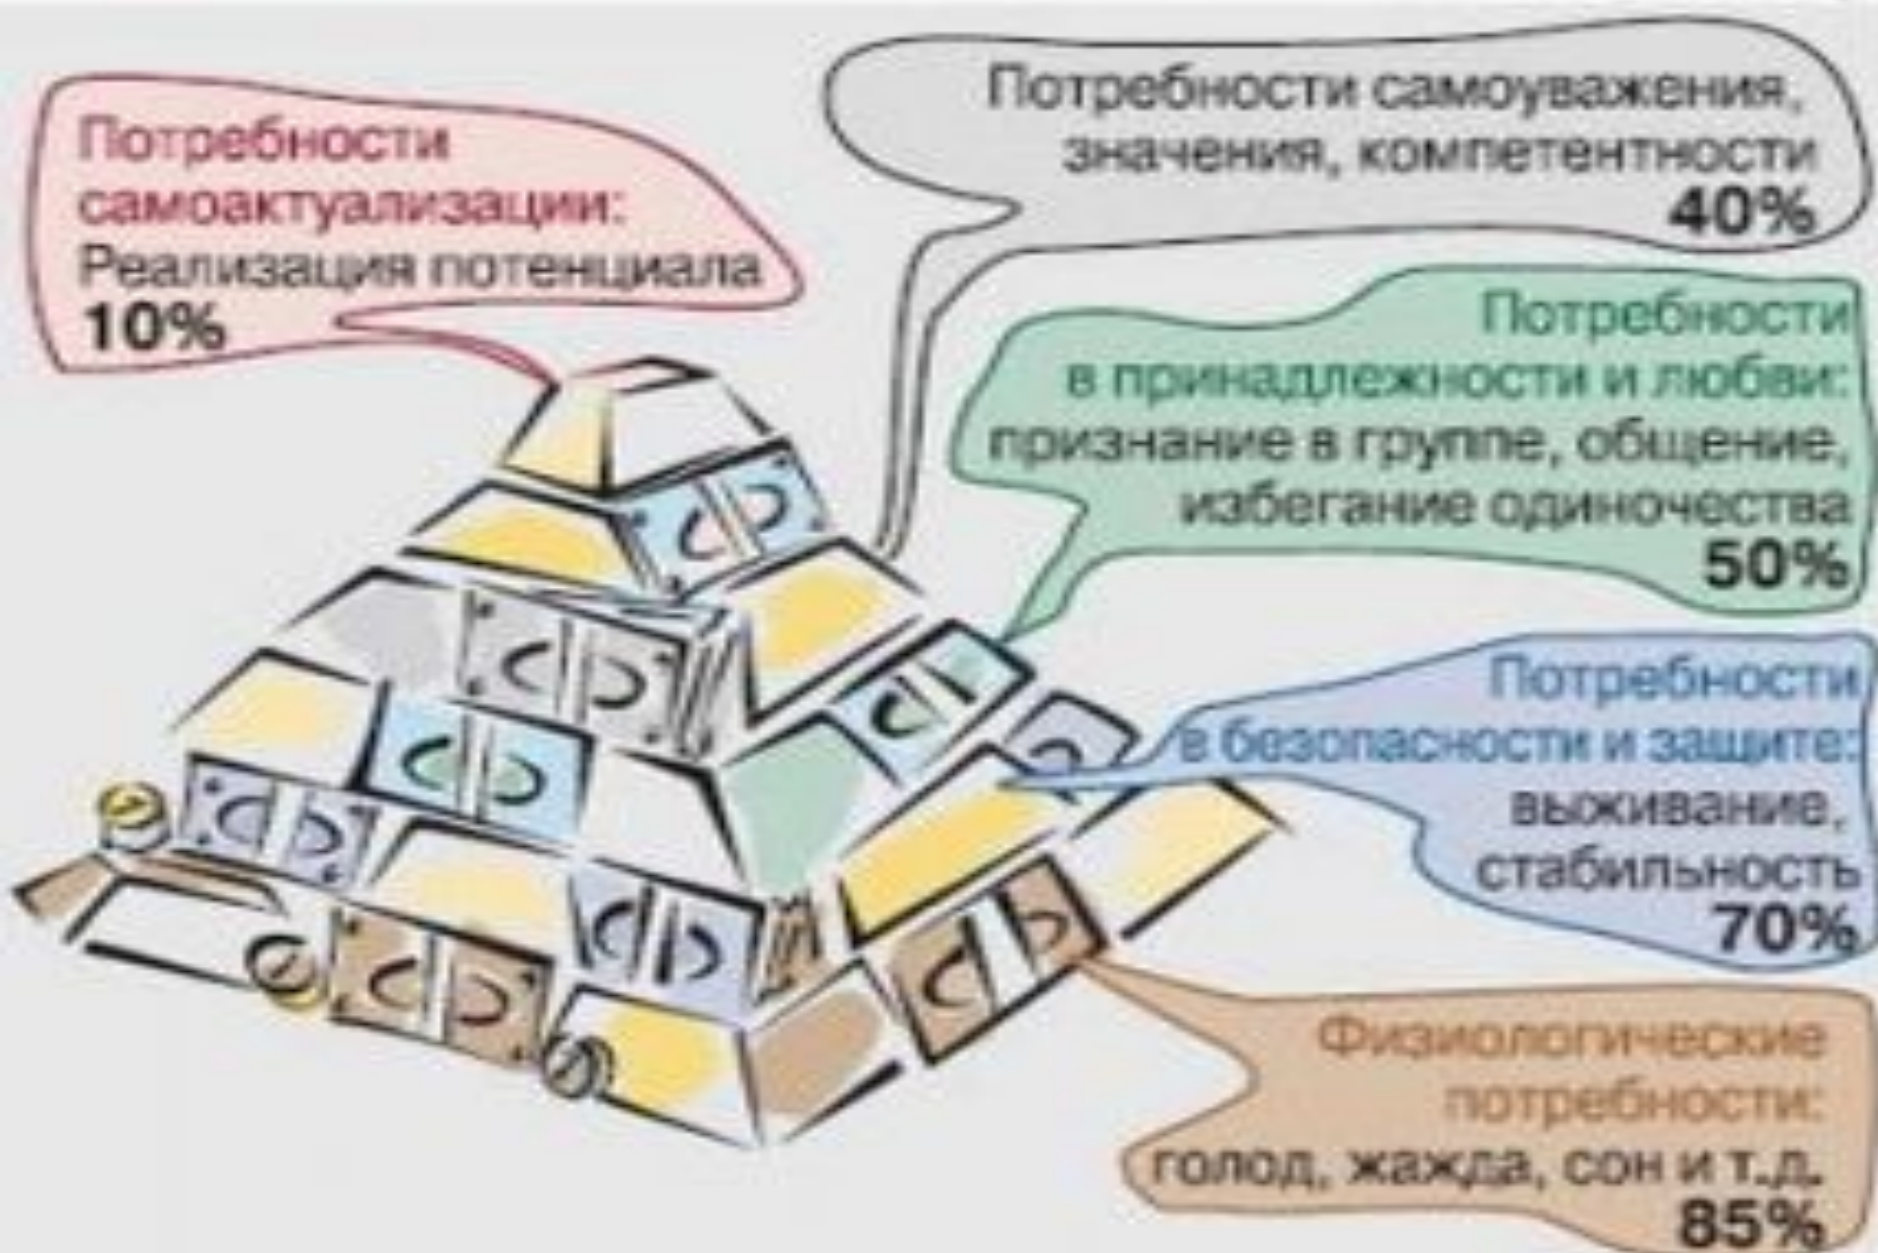 Потребности
самоактуализации:
Реализация потенциала
10%
Потребности самоуважения,
значения, компетентности
40%
Потребности
в принадлежности и любви:
признание в группе, общение,
избегание одиночества
50%
Потребности
в безопасности и защите:
выживание,
стабильность
70%
Физиологические
потребности:
голод, жажда, сон и т.д.
85%